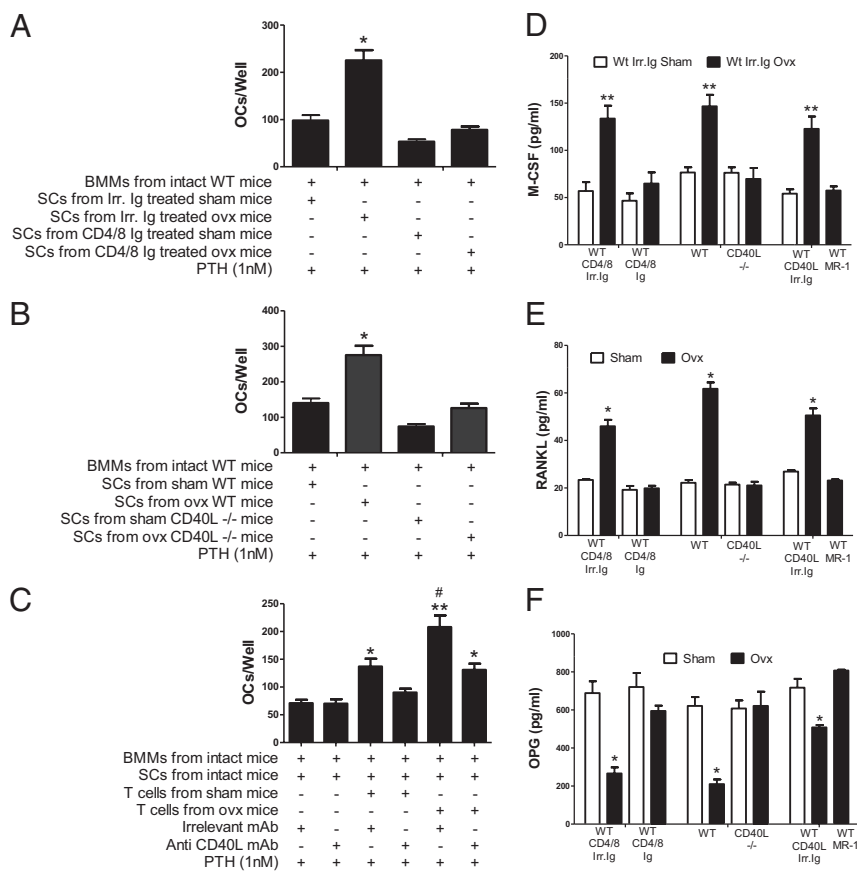 A
OCs/Well
300
200
100
0
*
BMMs from intact WT mice + + + +
SCs from Irr. Ig treated sham mice + - - -
SCs from Irr. Ig treated ovx mice - + - -
SCs from CD4/8 Ig treated sham mice - - + -
SCs from CD4/8 Ig treated ovx mice - - - +
PTH (1nM) + + + +
B
OCs/Well
400
300
200
100
0
*
BMMs from intact WT mice + + + +
SCs from sham WT mice + - - -
SCs from ovx WT mice - + - -
SCs from sham CD40L -/- mice - - + -
SCs from ovx CD40L -/- mice - - - +
PTH (1nM) + + + +
C
OCs/Well
250
200
150
100
50
0
#
* ** *
BMMs from intact mice + + + + + +
SCs from intact mice + + + + + +
T cells from sham mice - - + + - -
T cells from ovx mice - - - - + +
Irrelevant mAb + - + - + -
Anti CD40L mAb - + - + - +
PTH (1nM) + + + + + +
D
Wt Irr.Ig Sham Wt Irr.Ig Ovx
M-CSF (pg/ml)
200
150
100
50
0
** ** **
WT CD4/8 Irr.Ig
WT CD4/8 Ig
WT
CD40L -/-
WT CD40L Irr.Ig
WT MR-1
E
Sham Ovx
RANKL (pg/ml)
80
60
40
20
0
* * *
WT CD4/8 Irr.Ig
WT CD4/8 Ig
WT
CD40L -/-
WT CD40L Irr.Ig
WT MR-1
F
Sham Ovx
OPG (pg/ml)
1000
800
600
400
200
0
* * *
WT CD4/8 Irr.Ig
WT CD4/8 Ig
WT
CD40L -/-
WT CD40L Irr.Ig
WT MR-1